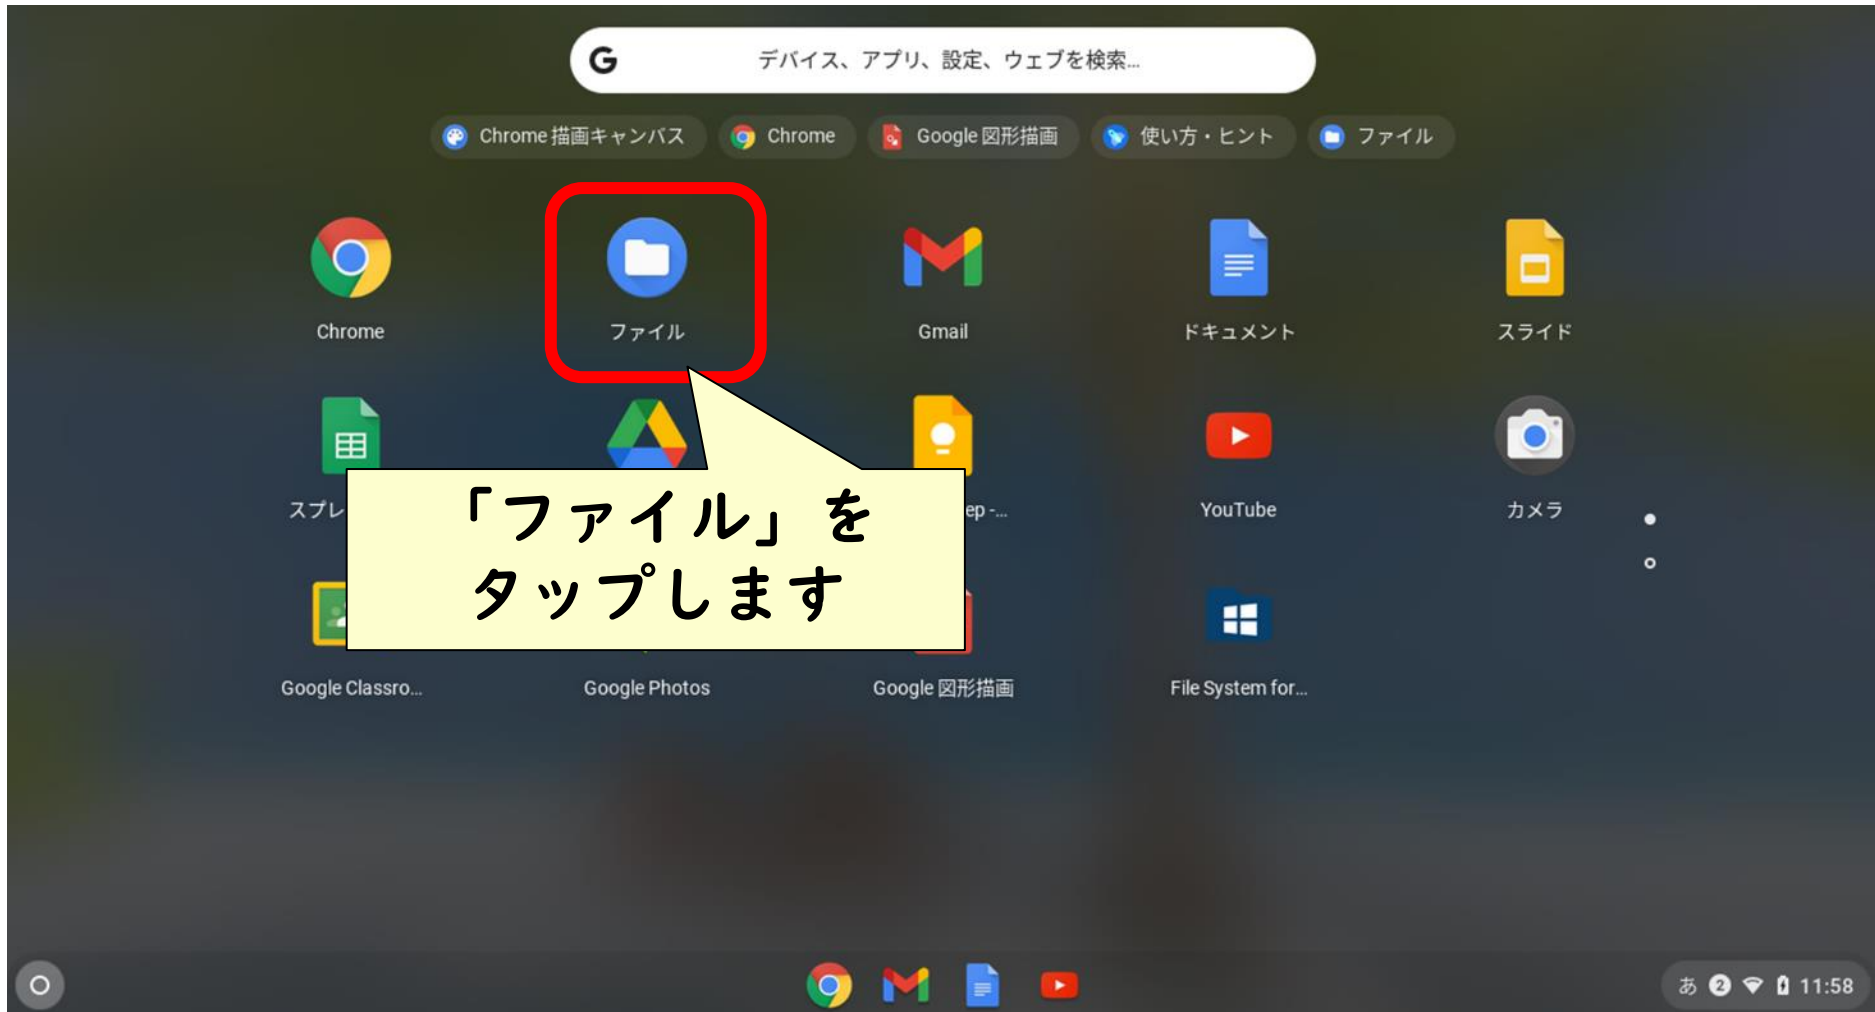 デバイス、アプリ、設定、ウェブを検索...
Chrome 描画キャンバス Chrome Google 図形描画 使い方・ヒント ファイル
Chrome ファイル Gmail ドキュメント スライド
スプレ ep -... YouTube カメラ
「ファイル」を
タップします
Google Classro... Google Photos Google 図形描画 File System for...
あ 2 11:58